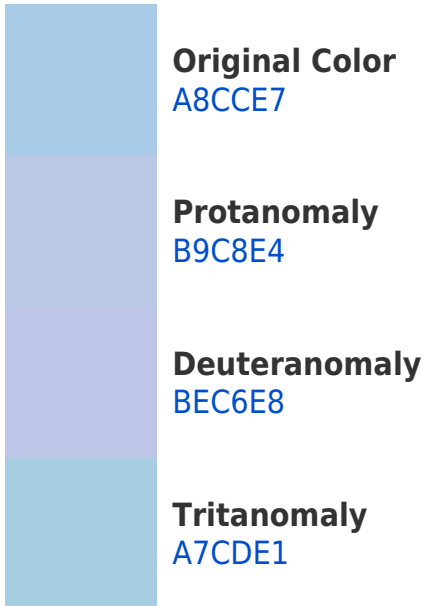 Original Color
A8CCE7
Protanomaly
B9C8E4
Deuteranomaly
BEC6E8
Tritanomaly
A7CDE1